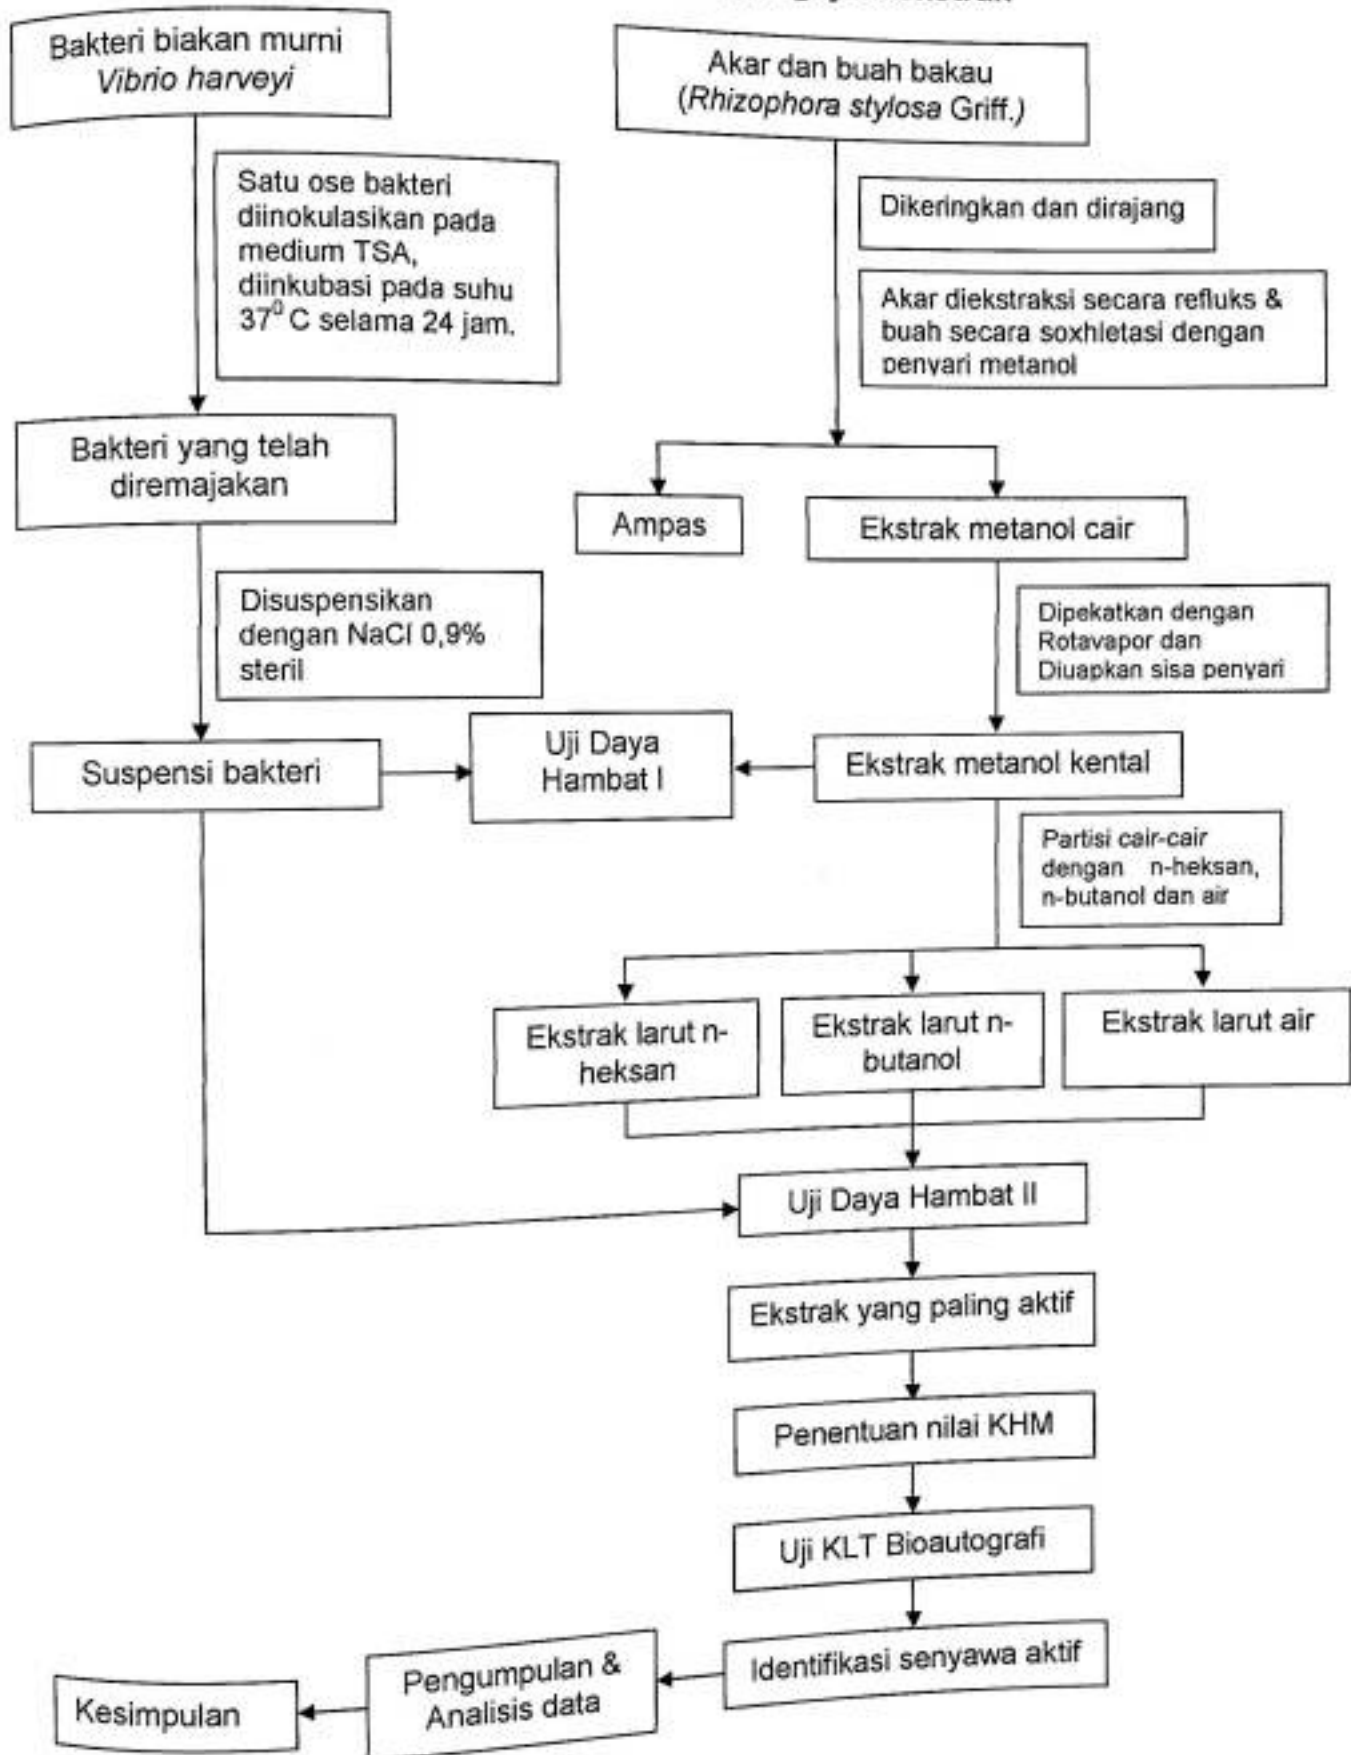 Bakteri biakan murni
Vibrio harveyi
Akar dan buah bakau
(Rhizophora stylosa Griff.)
Satu ose bakteri
diinokulasikan pada
medium TSA,
diinkubasi pada suhu
37⁰ C selama 24 jam.
Dikeringkan dan dirajang
Akar diekstraksi secara refluks &
buah secara soxhletasi dengan
penyari metanol
Bakteri yang telah
diremajakan
Ampas
Ekstrak metanol cair
Disuspensikan
dengan NaCl 0,9%
steril
Dipekatkan dengan
Rotavapor dan
Diuapkan sisa penyari
Suspensi bakteri
Uji Daya
Hambat I
Ekstrak metanol kental
Partisi cair-cair
dengan n-heksan,
n-butanol dan air
Ekstrak larut n-
heksan
Ekstrak larut n-
butanol
Ekstrak larut air
Uji Daya Hambat II
Ekstrak yang paling aktif
Penentuan nilai KHM
Uji KLT Bioautografi
Identifikasi senyawa aktif
Pengumpulan &
Analisis data
Kesimpulan